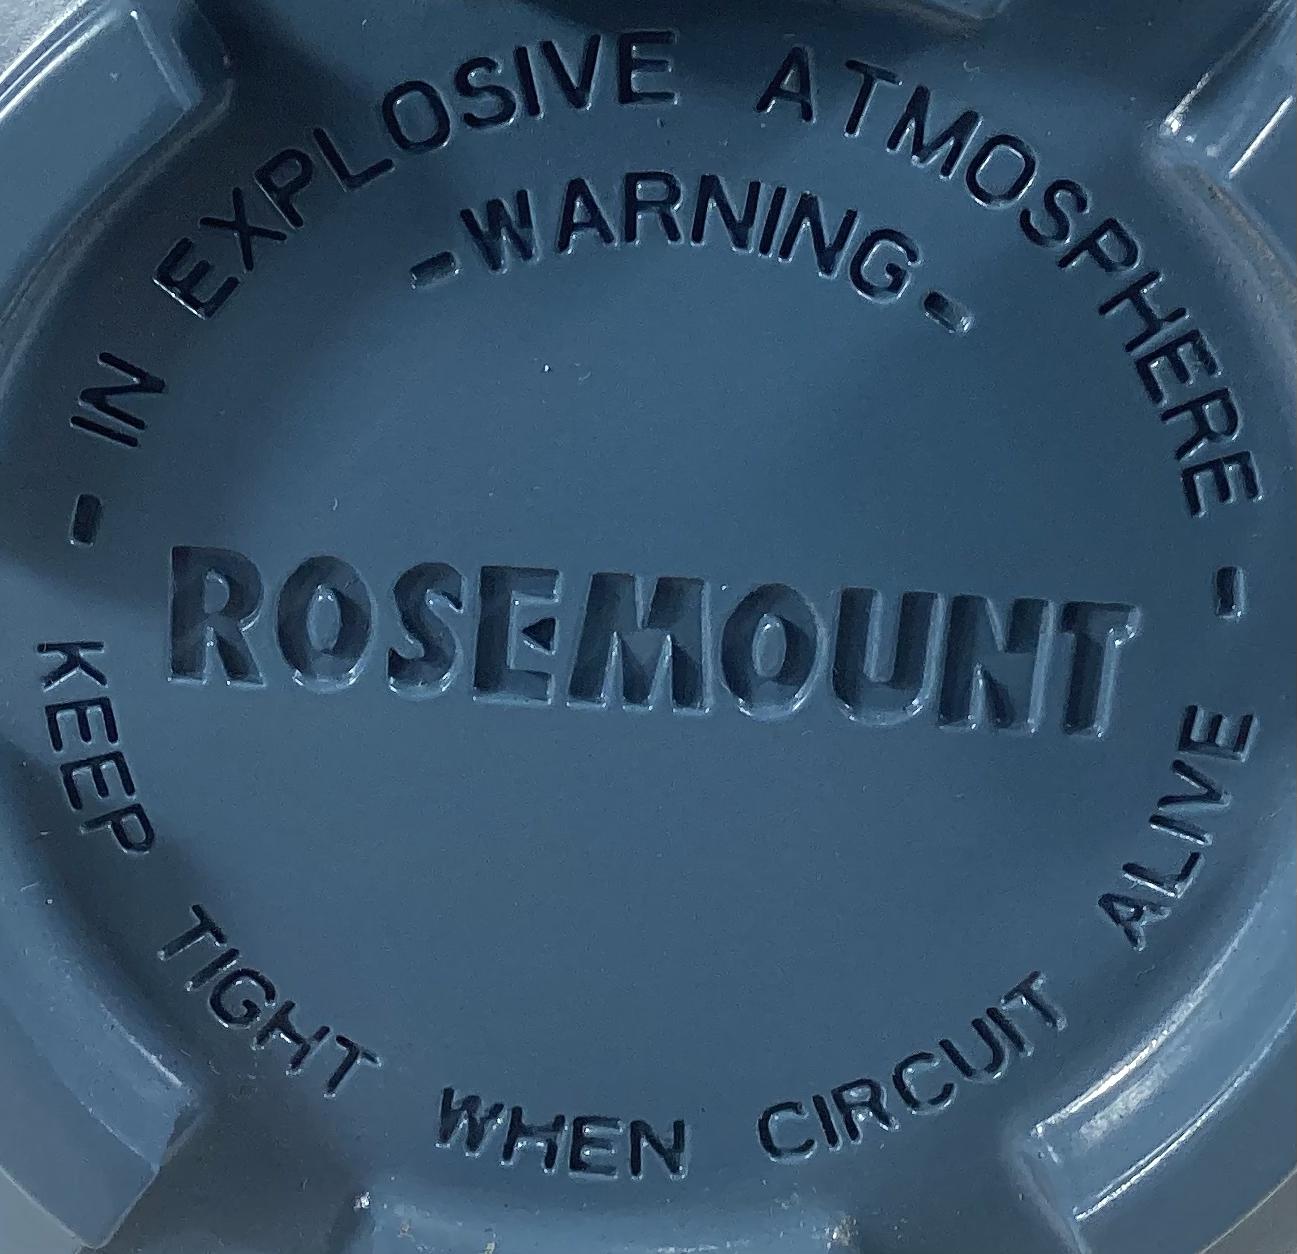 - IN EXPLOSIVE ATMOSPHERE -
-WARNING-
ROSEMOUNT
KEEP TIGHT WHEN CIRCUIT ALIVE